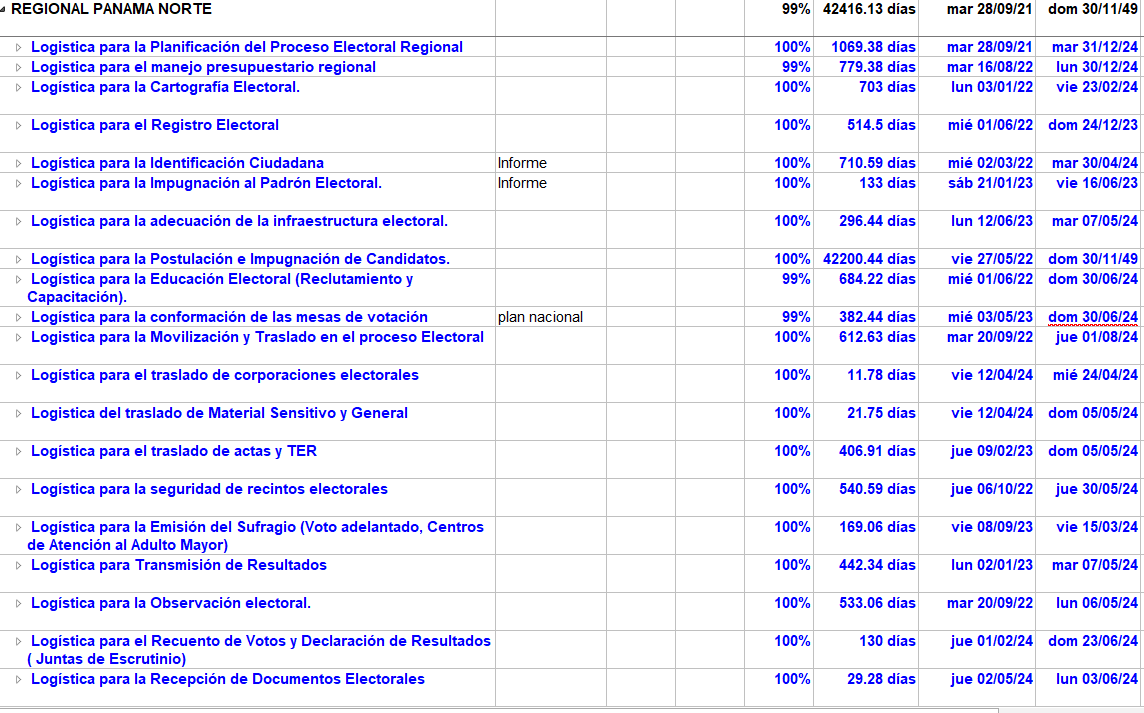 REGIONAL PANAMA NORTE 99% 42416.13 días mar 28/09/21 dom 30/11/49
Logistica para la Planificación del Proceso Electoral Regional 100% 1069.38 días mar 28/09/21 mar 31/12/24
Logistica para el manejo presupuestario regional 99% 779.38 días mar 16/08/22 lun 30/12/24
Logística para la Cartografía Electoral. 100% 703 días lun 03/01/22 vie 23/02/24
Logistica para el Registro Electoral 100% 514.5 días mié 01/06/22 dom 24/12/23
Logística para la Identificación Ciudadana Informe 100% 710.59 días mié 02/03/22 mar 30/04/24
Logística para la Impugnación al Padrón Electoral. Informe 100% 133 días sáb 21/01/23 vie 16/06/23
Logística para la adecuación de la infraestructura electoral. 100% 296.44 días lun 12/06/23 mar 07/05/24
Logística para la Postulación e Impugnación de Candidatos. 100% 42200.44 días vie 27/05/22 dom 30/11/49
Logística para la Educación Electoral (Reclutamiento y 99% 684.22 días mié 01/06/22 dom 30/06/24
Capacitación).
Logística para la conformación de las mesas de votación plan nacional 99% 382.44 días mié 03/05/23 dom 30/06/24
Logística para la Movilización y Traslado en el proceso Electoral 100% 612.63 días mar 20/09/22 jue 01/08/24
Logística para el traslado de corporaciones electorales 100% 11.78 días vie 12/04/24 mié 24/04/24
Logistica del traslado de Material Sensitivo y General 100% 21.75 días vie 12/04/24 dom 05/05/24
Logística para el traslado de actas y TER 100% 406.91 días jue 09/02/23 dom 05/05/24
Logística para la seguridad de recintos electorales 100% 540.59 días jue 06/10/22 jue 30/05/24
Logística para la Emisión del Sufragio (Voto adelantado, Centros 100% 169.06 días vie 08/09/23 vie 15/03/24
de Atención al Adulto Mayor)
Logística para Transmisión de Resultados 100% 442.34 días lun 02/01/23 mar 07/05/24
Logística para la Observación electoral. 100% 533.06 días mar 20/09/22 lun 06/05/24
Logística para el Recuento de Votos y Declaración de Resultados 100% 130 días jue 01/02/24 dom 23/06/24
( Juntas de Escrutinio)
Logística para la Recepción de Documentos Electorales 100% 29.28 días jue 02/05/24 lun 03/06/24